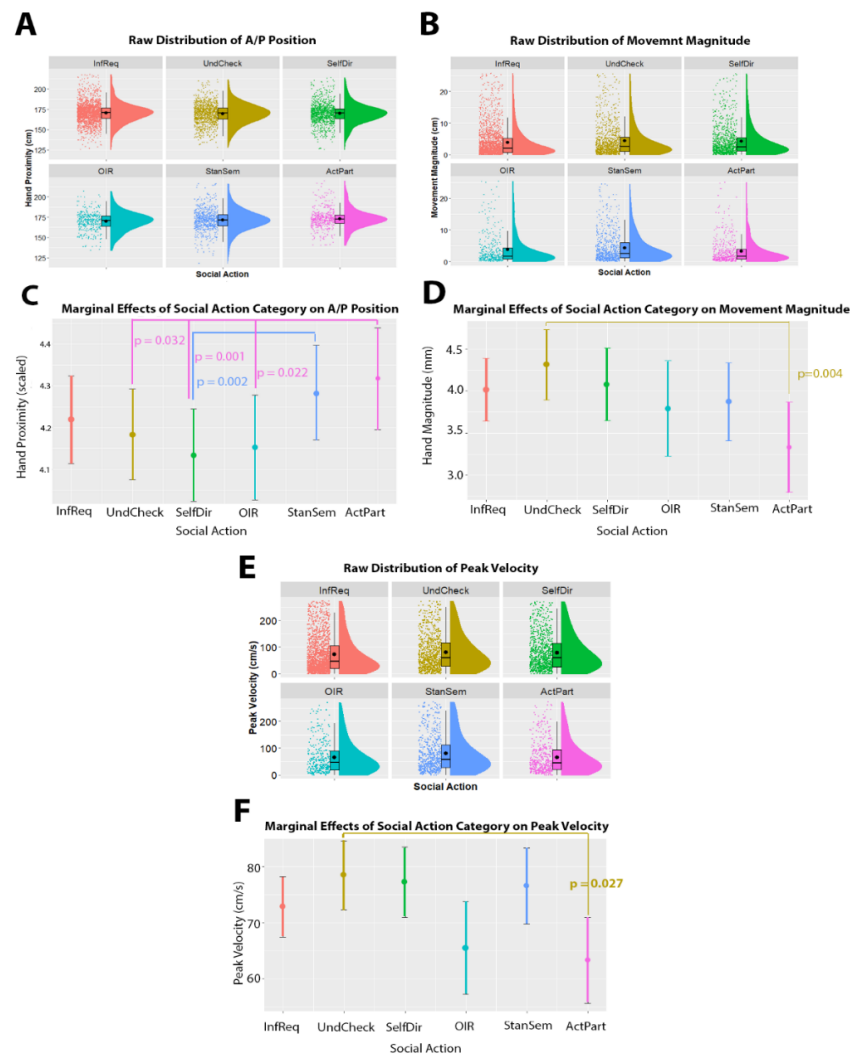 A
Raw Distribution of A/P Position
InfReq UndCheck SelfDir
200
175
150
125
Hand Proximity (cm)
OIR StanSem ActPart
200
175
150
125
Social Action
B
Raw Distribution of Movemnt Magnitude
InfReq UndCheck SelfDir
20
10
0
Movement Magnitude (cm)
OIR StanSem ActPart
20
10
0
Social Action
C
Marginal Effects of Social Action Category on A/P Position
4.4
4.3
4.2
4.1
Hand Proximity (scaled)
p = 0.032
p = 0.001
p = 0.002
p = 0.022
InfReq UndCheck SelfDir OIR StanSem ActPart
Social Action
D
Marginal Effects of Social Action Category on Movement Magnitude
4.5
4.0
3.5
3.0
Hand Magnitude (mm)
p=0.004
InfReq UndCheck SelfDir OIR StanSem ActPart
Social Action
E
Raw Distribution of Peak Velocity
InfReq UndCheck SelfDir
200
100
0
Peak Velocity (cm/s)
OIR StanSem ActPart
200
100
0
Social Action
F
Marginal Effects of Social Action Category on Peak Velocity
80
70
60
Peak Velocity (cm/s)
p = 0.027
InfReq UndCheck SelfDir OIR StanSem ActPart
Social Action